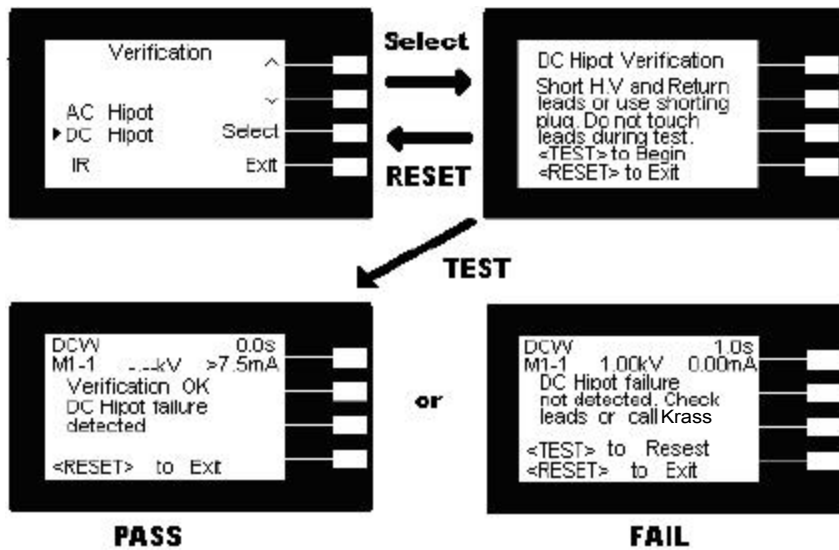 Verification
^
AC Hipot
DC Hipot Select
IR Exit
Select
RESET
DC Hipot Verification
Short H.V and Return
leads or use shorting
plug. Do not touch
leads during test.
<TEST> to Begin
<RESET> to Exit
TEST
DCW 0.0s
M1-1 -.--kV >7.5mA
Verification OK
DC Hipot failure
detected
<RESET> to Exit
PASS
or
DCW 1.0s
M1-1 1.00kV 0.00mA
DC Hipot failure
not detected. Check
leads or call Krass
<TEST> to Resest
<RESET> to Exit
FAIL